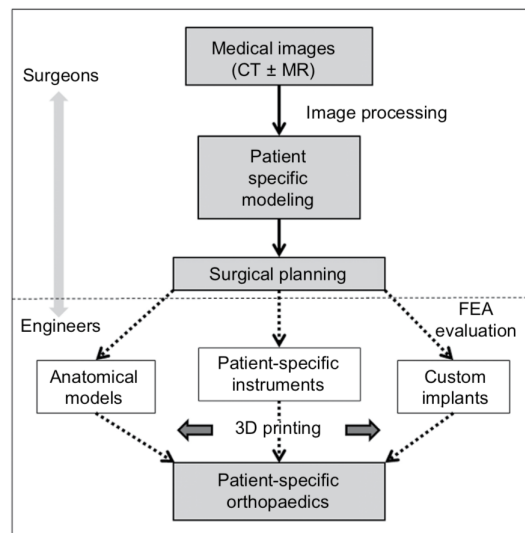 Medical images
(CT ± MR)
Surgeons
Image processing
Patient
specific
modeling
Surgical planning
Engineers
FEA
evaluation
Anatomical
models
Patient-specific
instruments
Custom
implants
3D printing
Patient-specific
orthopaedics